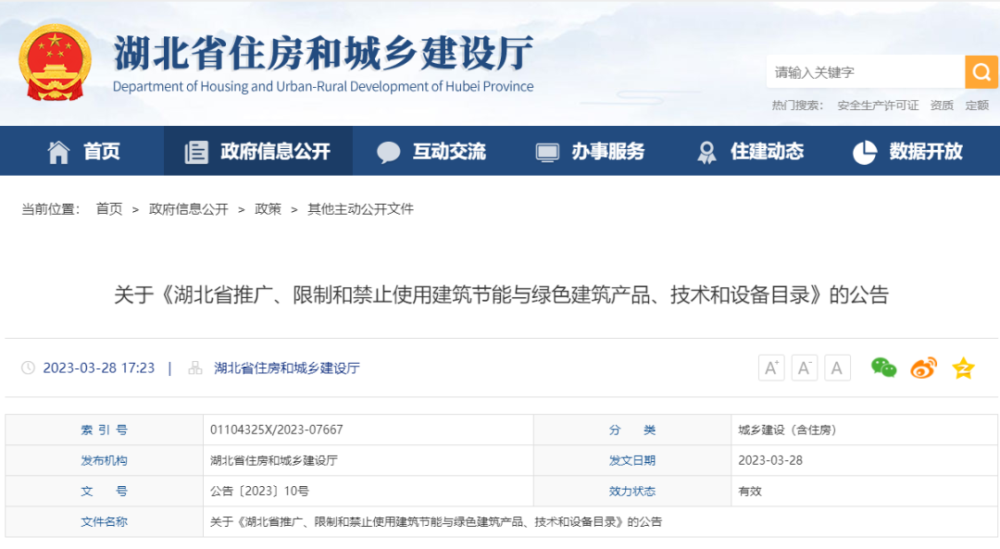 湖北省住房和城乡建设厅
Department of Housing and Urban-Rural Development of Hubei Province
请输入关键字
热门搜索： 安全生产许可证 资质 定额
首页 政府信息公开 互动交流 办事服务 住建动态 数据开放
当前位置： 首页 > 政府信息公开 > 政策 > 其他主动公开文件
关于《湖北省推广、限制和禁止使用建筑节能与绿色建筑产品、技术和设备目录》的公告
2023-03-28 17:23 | 湖北省住房和城乡建设厅 A+ A- A
索引号 01104325X/2023-07667 分 类 城乡建设（含住房）
发布机构 湖北省住房和城乡建设厅 发文日期 2023-03-28
文 号 公告〔2023〕10号 效力状态 有效
文件名称 关于《湖北省推广、限制和禁止使用建筑节能与绿色建筑产品、技术和设备目录》的公告